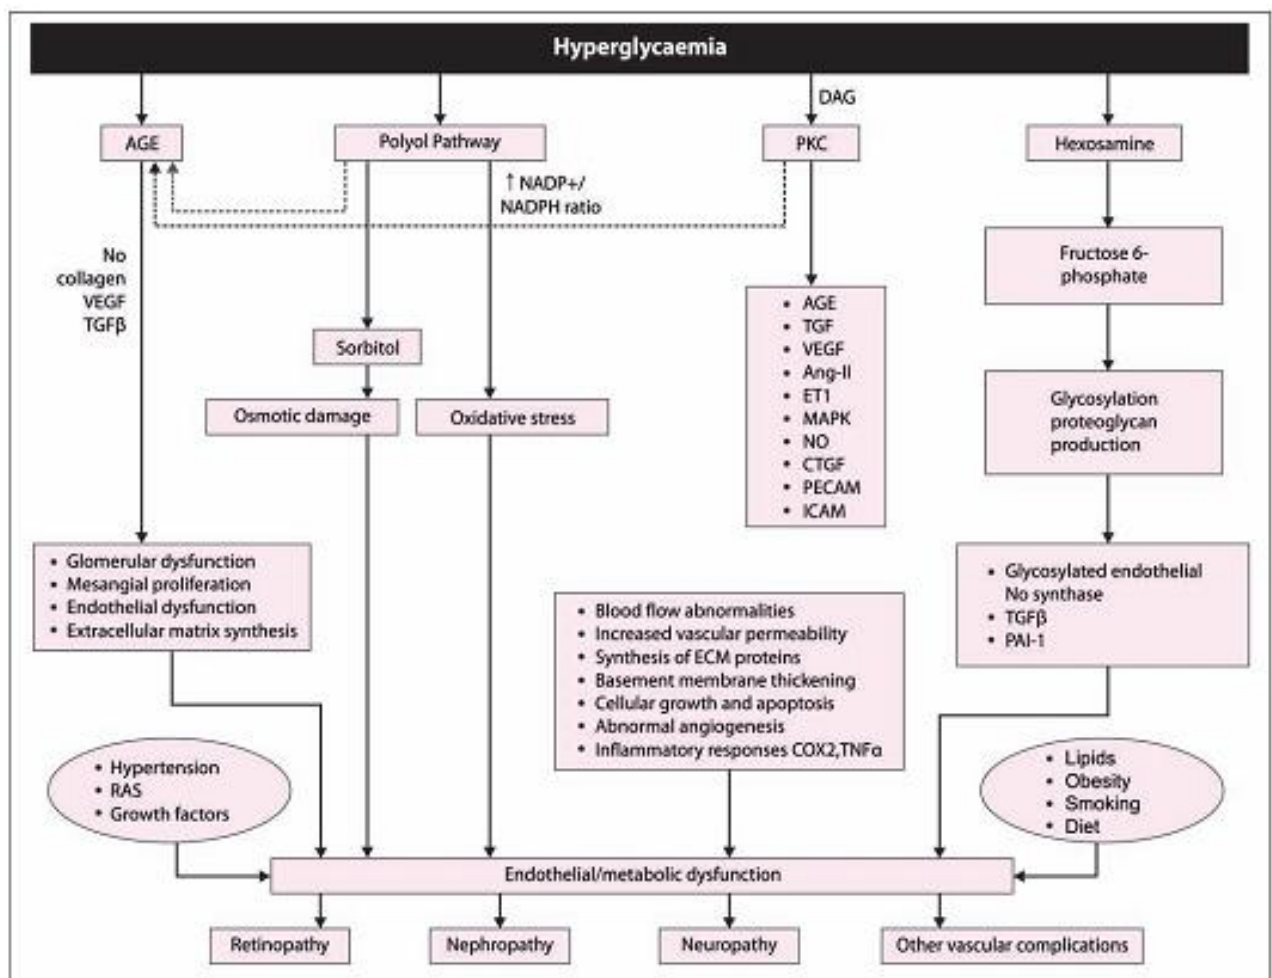 Hyperglycaemia
DAG
AGE
Polyol Pathway
PKC
Hexosamine
↑ NADP+/
NADPH ratio
No
collagen
VEGF
TGFβ
Fructose 6-
phosphate
• AGE
• TGF
• VEGF
• Ang-II
• ET1
• MAPK
• NO
• CTGF
• PECAM
• ICAM
Sorbitol
Osmotic damage
Oxidative stress
Glycosylation
proteoglycan
production
• Glomerular dysfunction
• Mesangial proliferation
• Endothelial dysfunction
• Extracellular matrix synthesis
• Blood flow abnormalities
• Increased vascular permeability
• Synthesis of ECM proteins
• Basement membrane thickening
• Cellular growth and apoptosis
• Abnormal angiogenesis
• Inflammatory responses COX2,TNFα
• Glycosylated endothelial
No synthase
• TGFβ
• PAI-1
• Hypertension
• RAS
• Growth factors
• Lipids
• Obesity
• Smoking
• Diet
Endothelial/metabolic dysfunction
Retinopathy
Nephropathy
Neuropathy
Other vascular complications